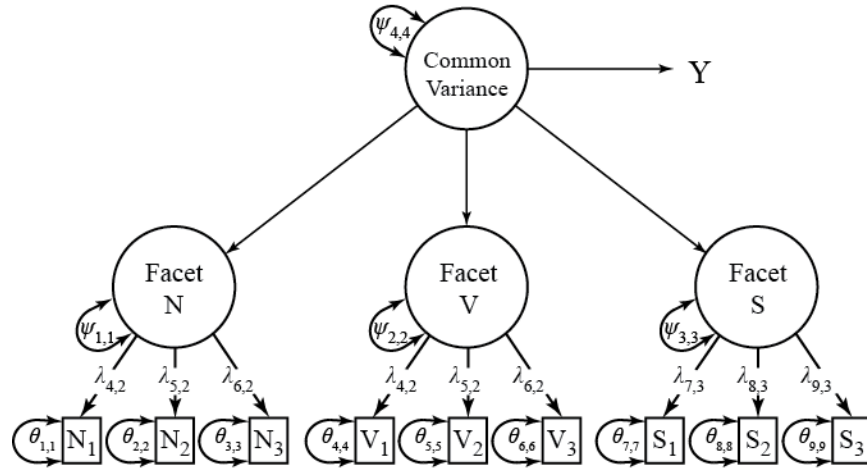 ψ4,4
Common
Variance
Y
Facet
N
Facet
V
Facet
S
ψ1,1
ψ2,2
ψ3,3
λ4,2 λ5,2 λ6,2 λ4,2 λ5,2 λ6,2 λ7,3 λ8,3 λ9,3
θ1,1 N1 θ2,2 N2 θ3,3 N3 θ4,4 V1 θ5,5 V2 θ6,6 V3 θ7,7 S1 θ8,8 S2 θ9,9 S2